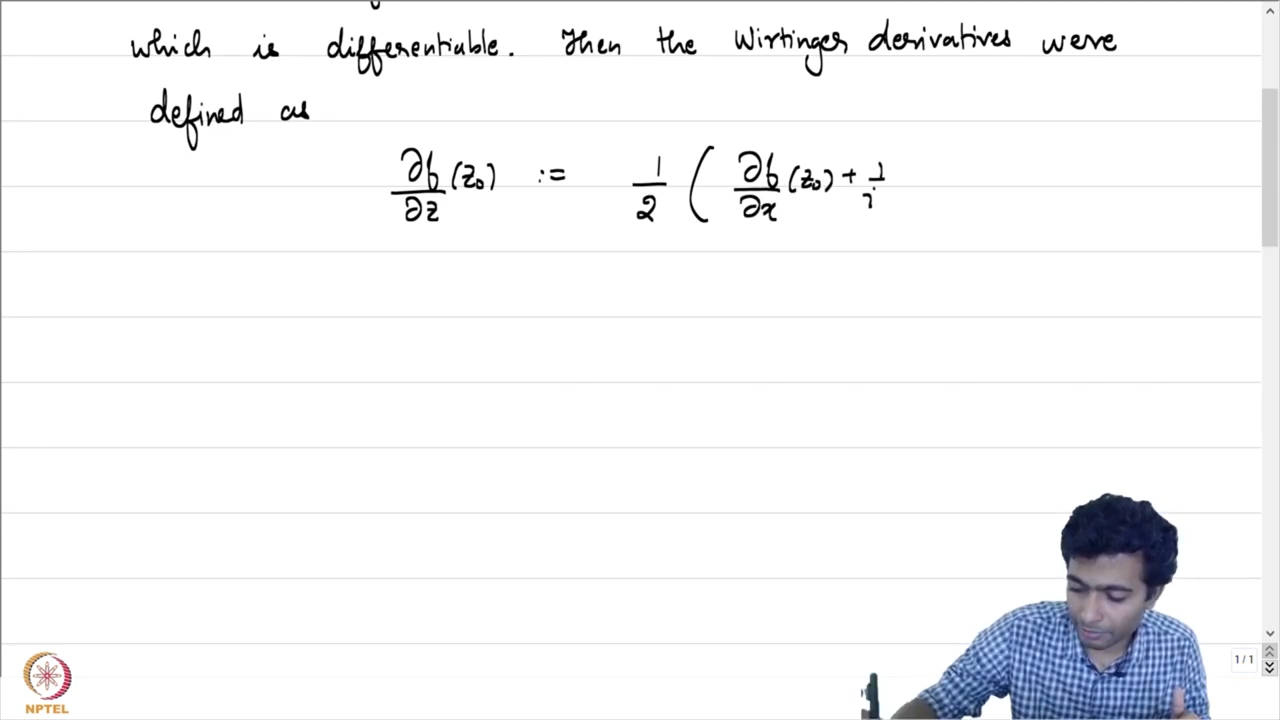 which is differentiable. Then the Wirtinger derivatives were
defined as
∂f/∂z (z₀) := 1/2 ( ∂f/∂x (z₀) + 1/i
1/1
NPTEL